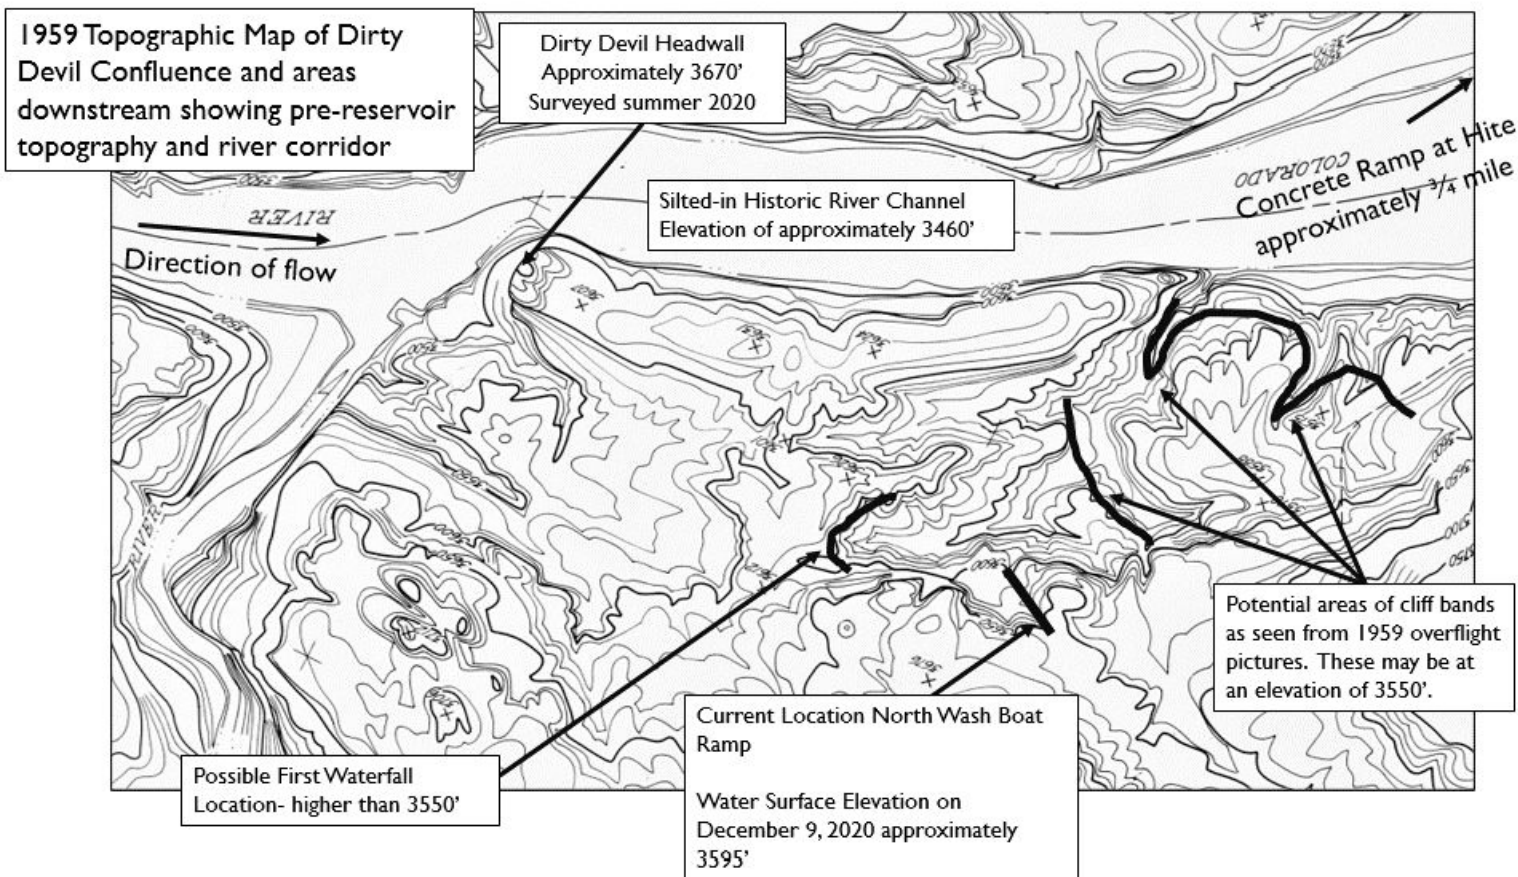 1959 Topographic Map of Dirty
Devil Confluence and areas
downstream showing pre-reservoir
topography and river corridor
Dirty Devil Headwall
Approximately 3670'
Surveyed summer 2020
Silted-in Historic River Channel
Elevation of approximately 3460'
COLORADO
Concrete Ramp at Hite
approximately ¾ mile
RIVER
Direction of flow
RIVER
Potential areas of cliff bands
as seen from 1959 overflight
pictures. These may be at
an elevation of 3550'.
Possible First Waterfall
Location- higher than 3550'
Current Location North Wash Boat
Ramp
Water Surface Elevation on
December 9, 2020 approximately
3595'